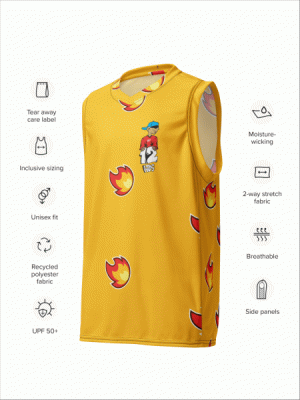 Tear away
care label
Inclusive sizing
Unisex fit
Recycled
polyester
fabric
UPF 50+
Moisture-
wicking
2-way stretch
fabric
Breathable
Side panels